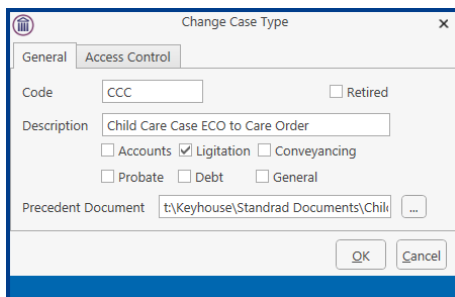 Change Case Type
General Access Control
Code CCC Retired
Description Child Care Case ECO to Care Order
Accounts Ligitation Conveyancing
Probate Debt General
Precedent Document t:\Keyhouse\Standrad Documents\Chil ...
OK Cancel